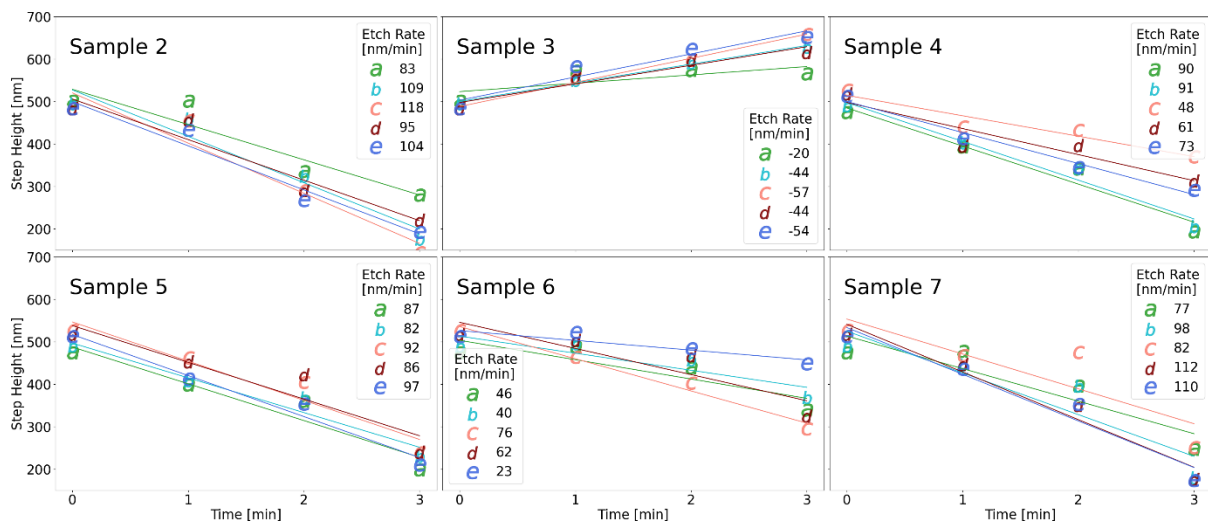 Sample 2
Etch Rate
[nm/min]
a 83
b 109
c 118
d 95
e 104
Sample 3
Etch Rate
[nm/min]
a -20
b -44
c -57
d -44
e -54
Sample 4
Etch Rate
[nm/min]
a 90
b 91
c 48
d 61
e 73
Step Height [nm]
700
600
500
400
300
200
Sample 5
Etch Rate
[nm/min]
a 87
b 82
c 92
d 86
e 97
Sample 6
Etch Rate
[nm/min]
a 46
b 40
c 76
d 62
e 23
Sample 7
Etch Rate
[nm/min]
a 77
b 98
c 82
d 112
e 110
Step Height [nm]
700
600
500
400
300
200
0 1 2 3
Time [min]
0 1 2 3
Time [min]
0 1 2 3
Time [min]